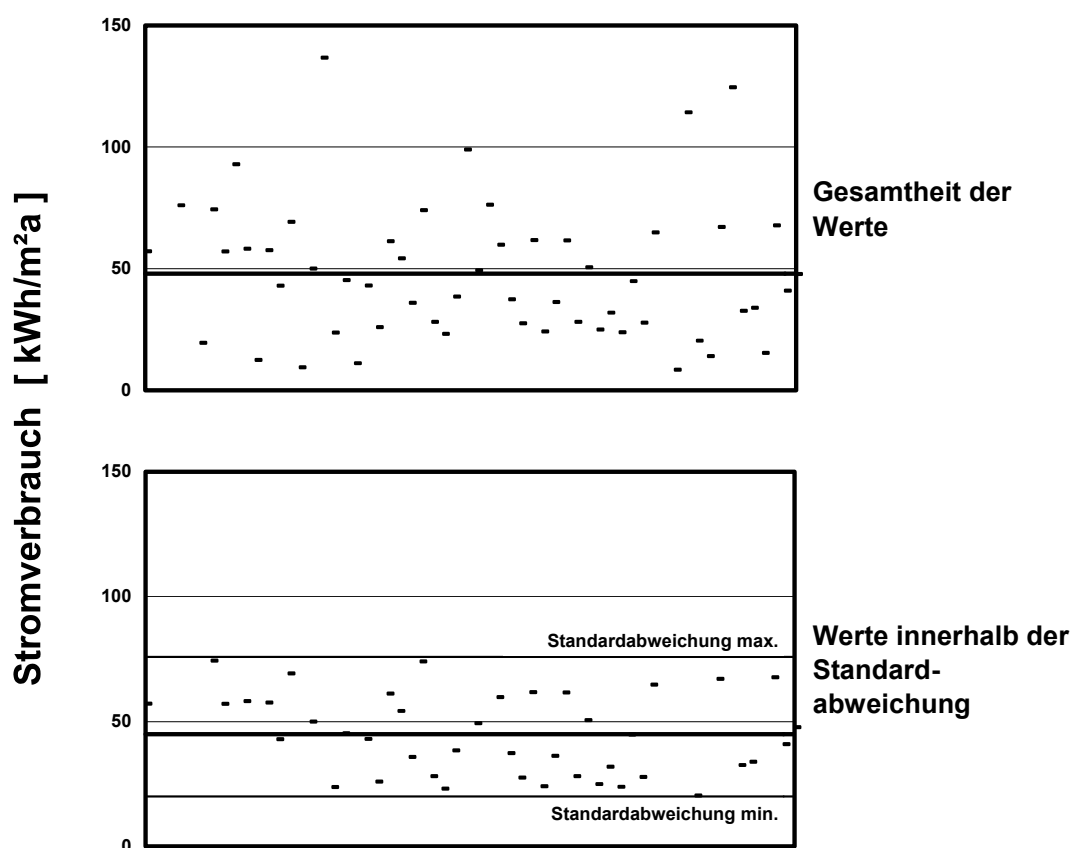 Stromverbrauch [ kWh/m²a ]
150
100
50
0
Gesamtheit der
Werte
150
100
50
0
Standardabweichung max.
Standardabweichung min.
Werte innerhalb der
Standard-
abweichung